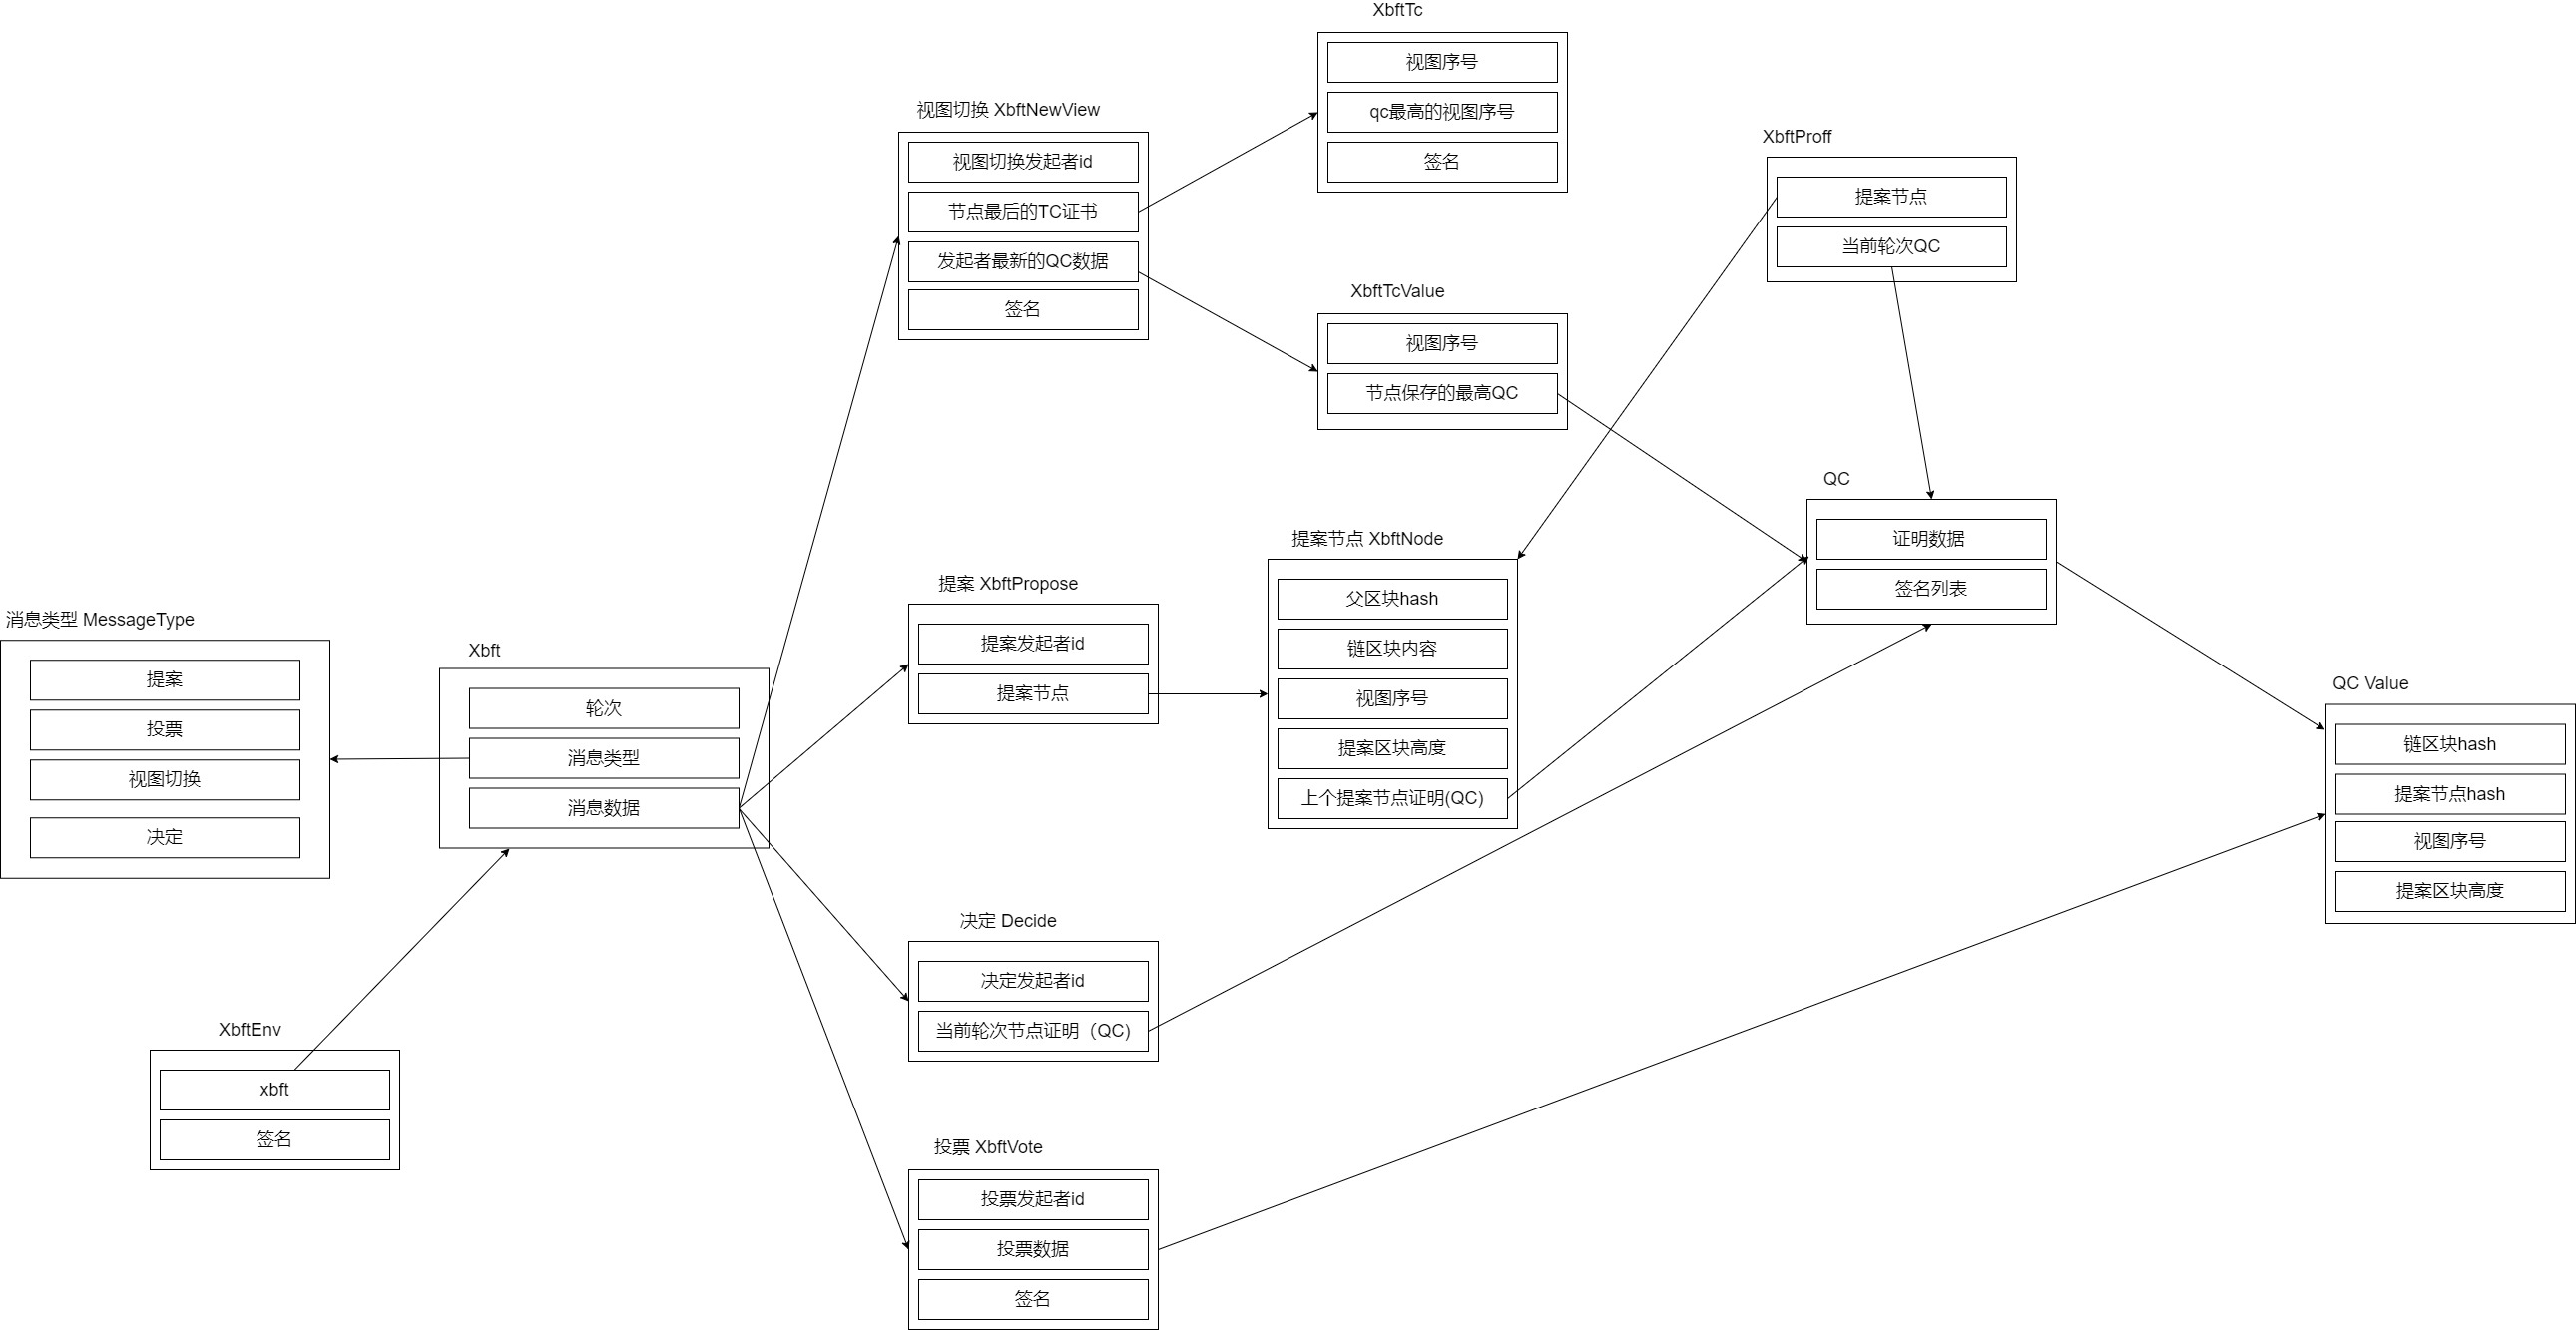 XbftTc
视图序号
qc最高的视图序号
签名
视图切换 XbftNewView
视图切换发起者id
节点最后的TC证书
发起者最新的QC数据
签名
XbftProff
提案节点
当前轮次QC
XbftTcValue
视图序号
节点保存的最高QC
QC
证明数据
签名列表
提案节点 XbftNode
父区块hash
链区块内容
视图序号
提案区块高度
上个提案节点证明(QC)
提案 XbftPropose
提案发起者id
提案节点
消息类型 MessageType
提案
投票
视图切换
决定
Xbft
轮次
消息类型
消息数据
QC Value
链区块hash
提案节点hash
视图序号
提案区块高度
决定 Decide
决定发起者id
当前轮次节点证明（QC)
XbftEnv
xbft
签名
投票 XbftVote
投票发起者id
投票数据
签名